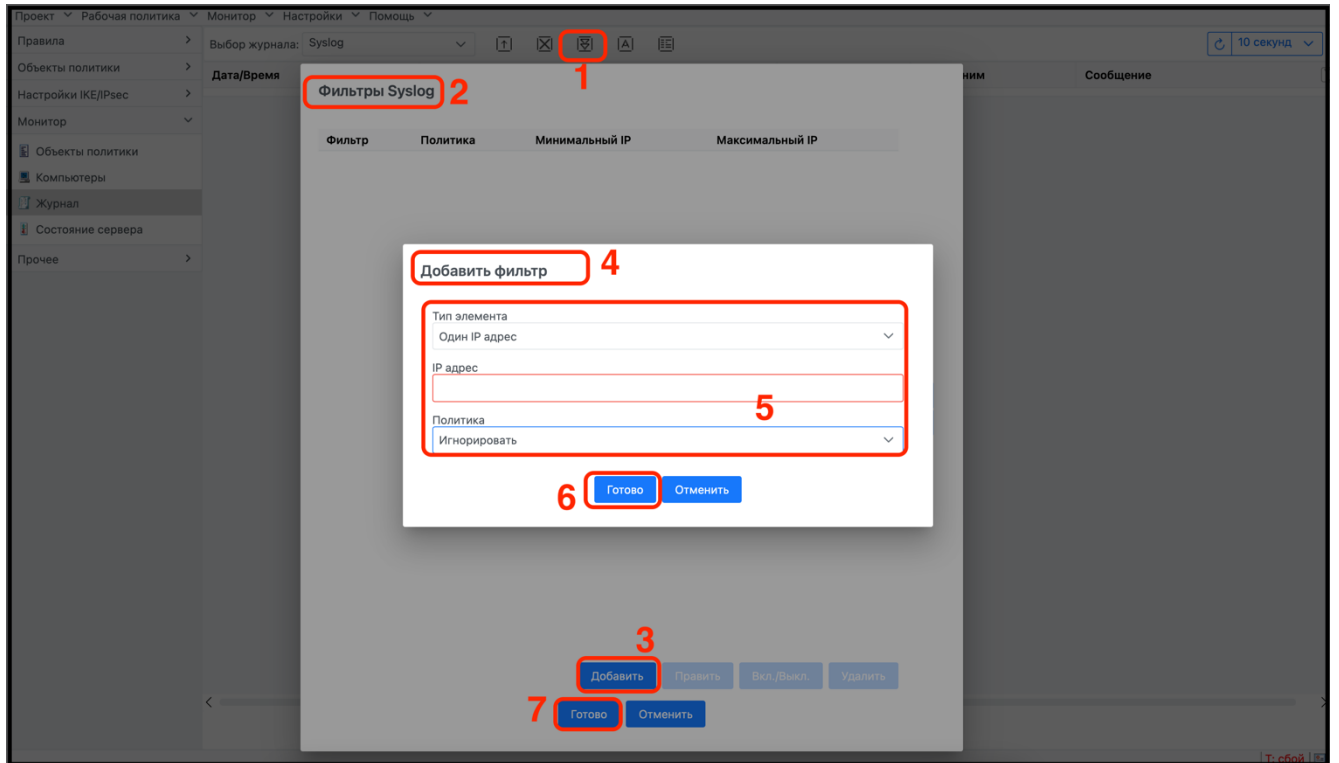 Проект Рабочая политика Монитор Настройки Помощь
Правила
Выбор журнала: Syslog
A
10 секунд
1
Объекты политики
Дата/Время
ним
Сообщение
Фильтры Syslog
2
Настройки IKE/IPsec
Монитор
Фильтр Политика Минимальный IP Максимальный IP
Объекты политики
Компьютеры
Журнал
Состояние сервера
Прочее
Добавить фильтр
4
Тип элемента
Один IP адрес
IP адрес
5
Политика
Игнорировать
6
Готово Отменить
3
Добавить Править Вкл./Выкл. Удалить
7
Готово Отменить
Т: сбой